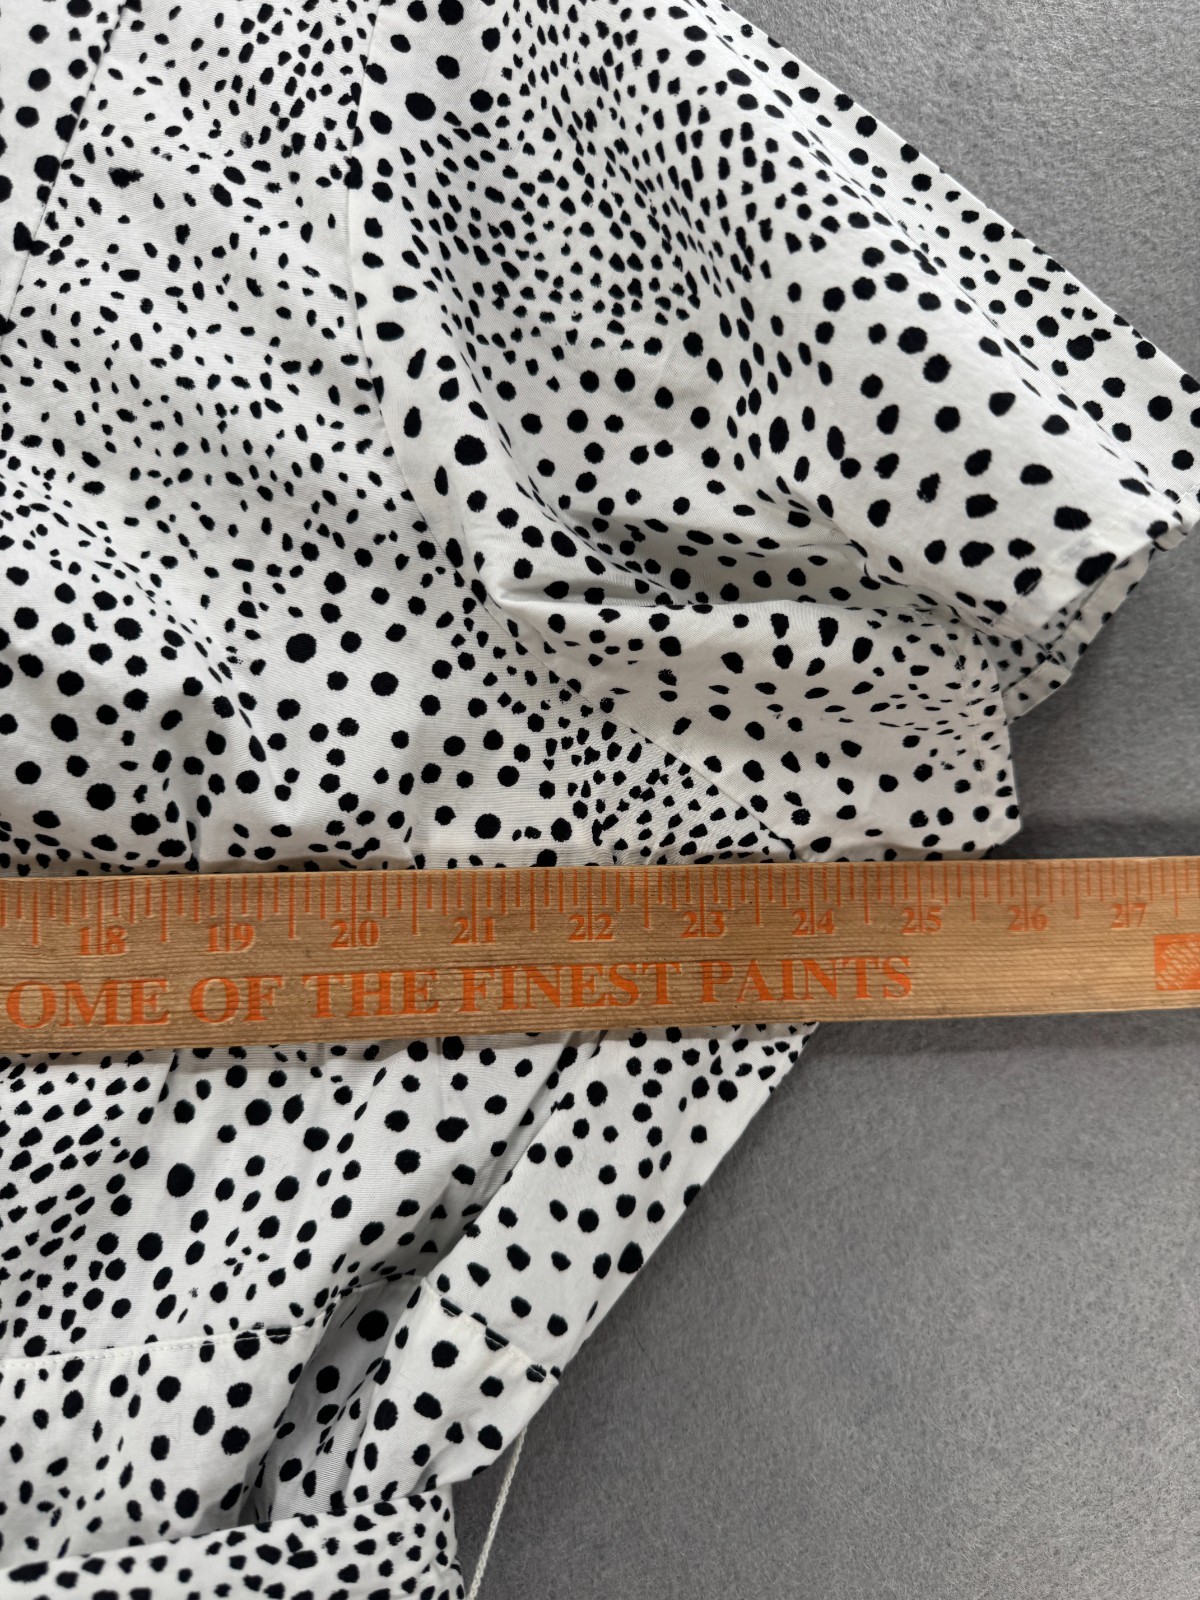 18 19 20 21 22 23 24 25 26 27
OME OF THE FINEST PAINTS